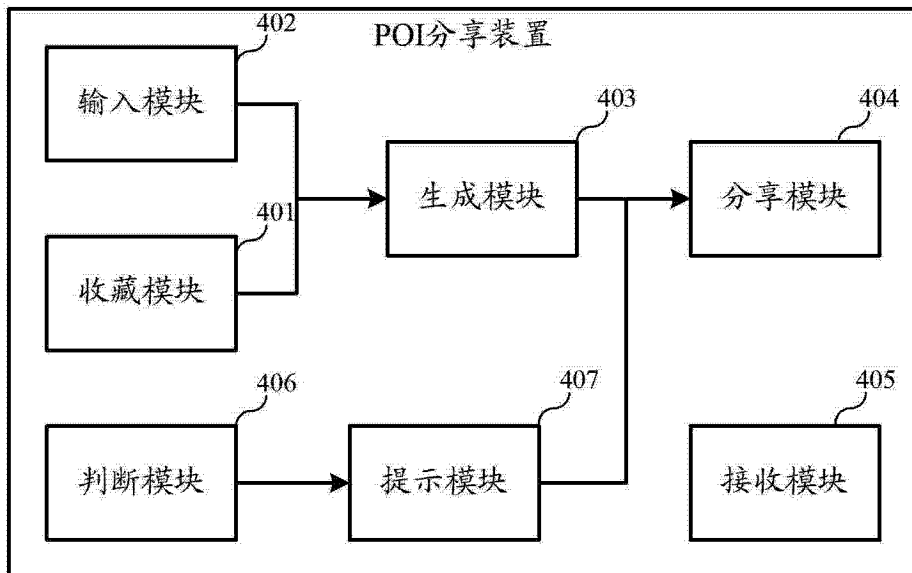 POI分享装置
402
输入模块
403
生成模块
404
分享模块
401
收藏模块
406
判断模块
407
提示模块
405
接收模块